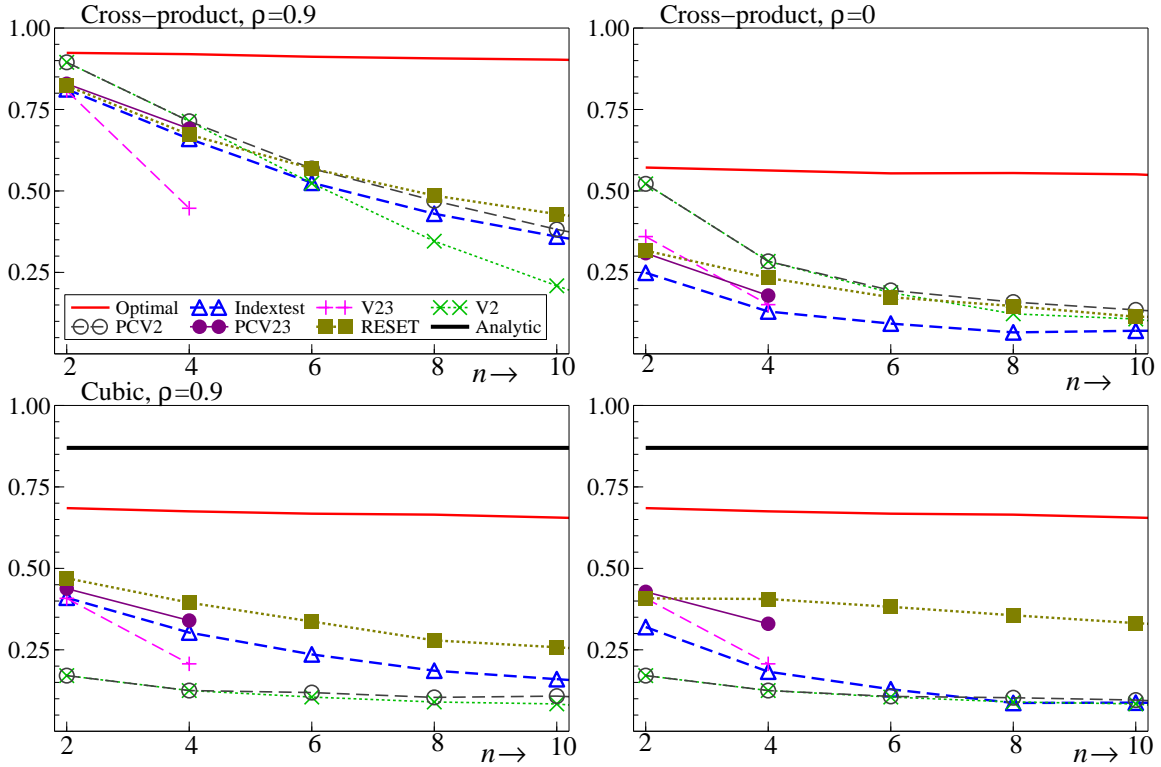 Cross−product, ρ=0.9
1.00
0.75
0.50
0.25
Optimal Indextest V23 V2
PCV2 PCV23 RESET Analytic
2 4 6 8 10
n→
Cross−product, ρ=0
1.00
0.75
0.50
0.25
2 4 6 8 10
n→
Cubic, ρ=0.9
1.00
0.75
0.50
0.25
2 4 6 8 10
n→
1.00
0.75
0.50
0.25
2 4 6 8 10
n→